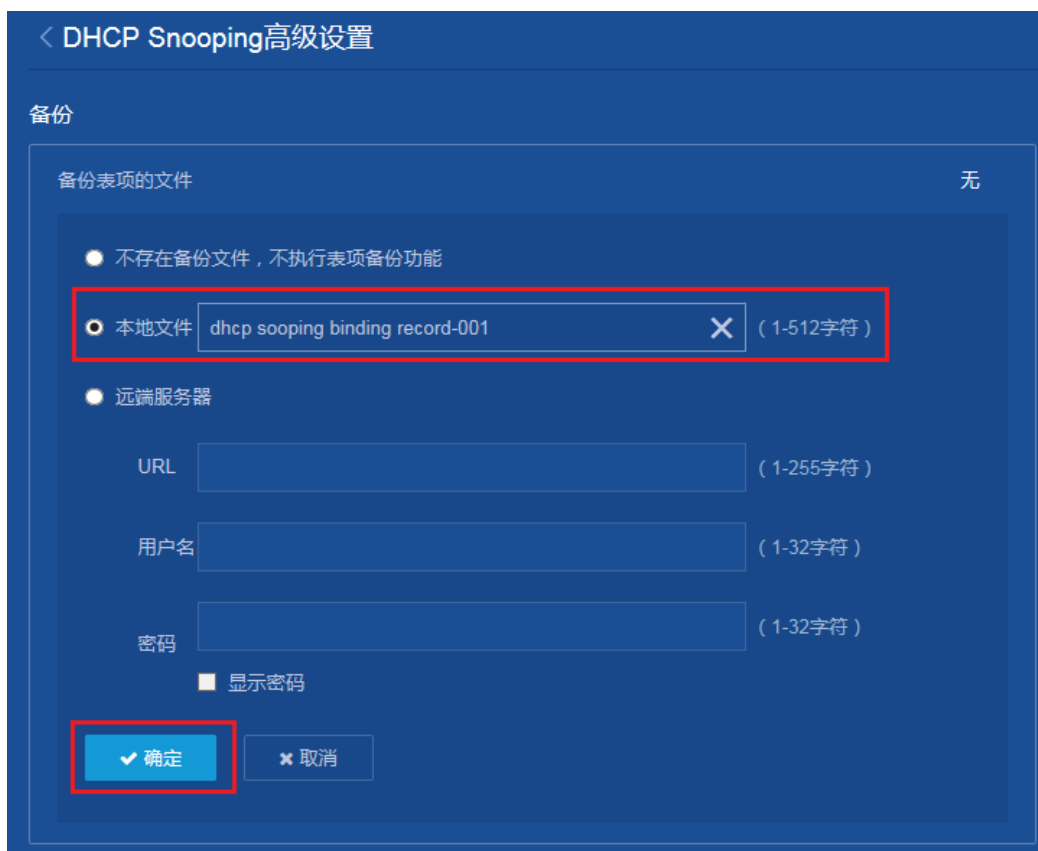 DHCP Snooping高级设置
备份
备份表项的文件 无
不存在备份文件，不执行表项备份功能
本地文件 dhcp sooping binding record-001 （1-512字符）
远端服务器
URL （1-255字符）
用户名 （1-32字符）
密码 （1-32字符）
显示密码
确定 取消